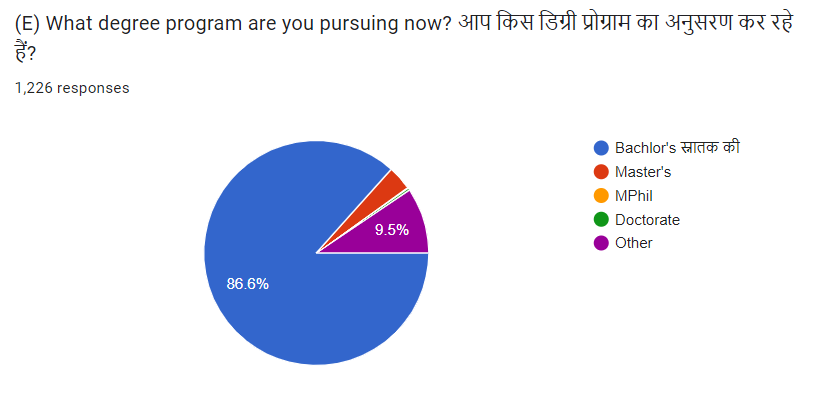 (E) What degree program are you pursuing now? आप किस डिग्री प्रोग्राम का अनुसरण कर रहे
हैं?
1,226 responses
Bachlor's स्नातक की
Master's
MPhil
Doctorate
Other
9.5%
86.6%